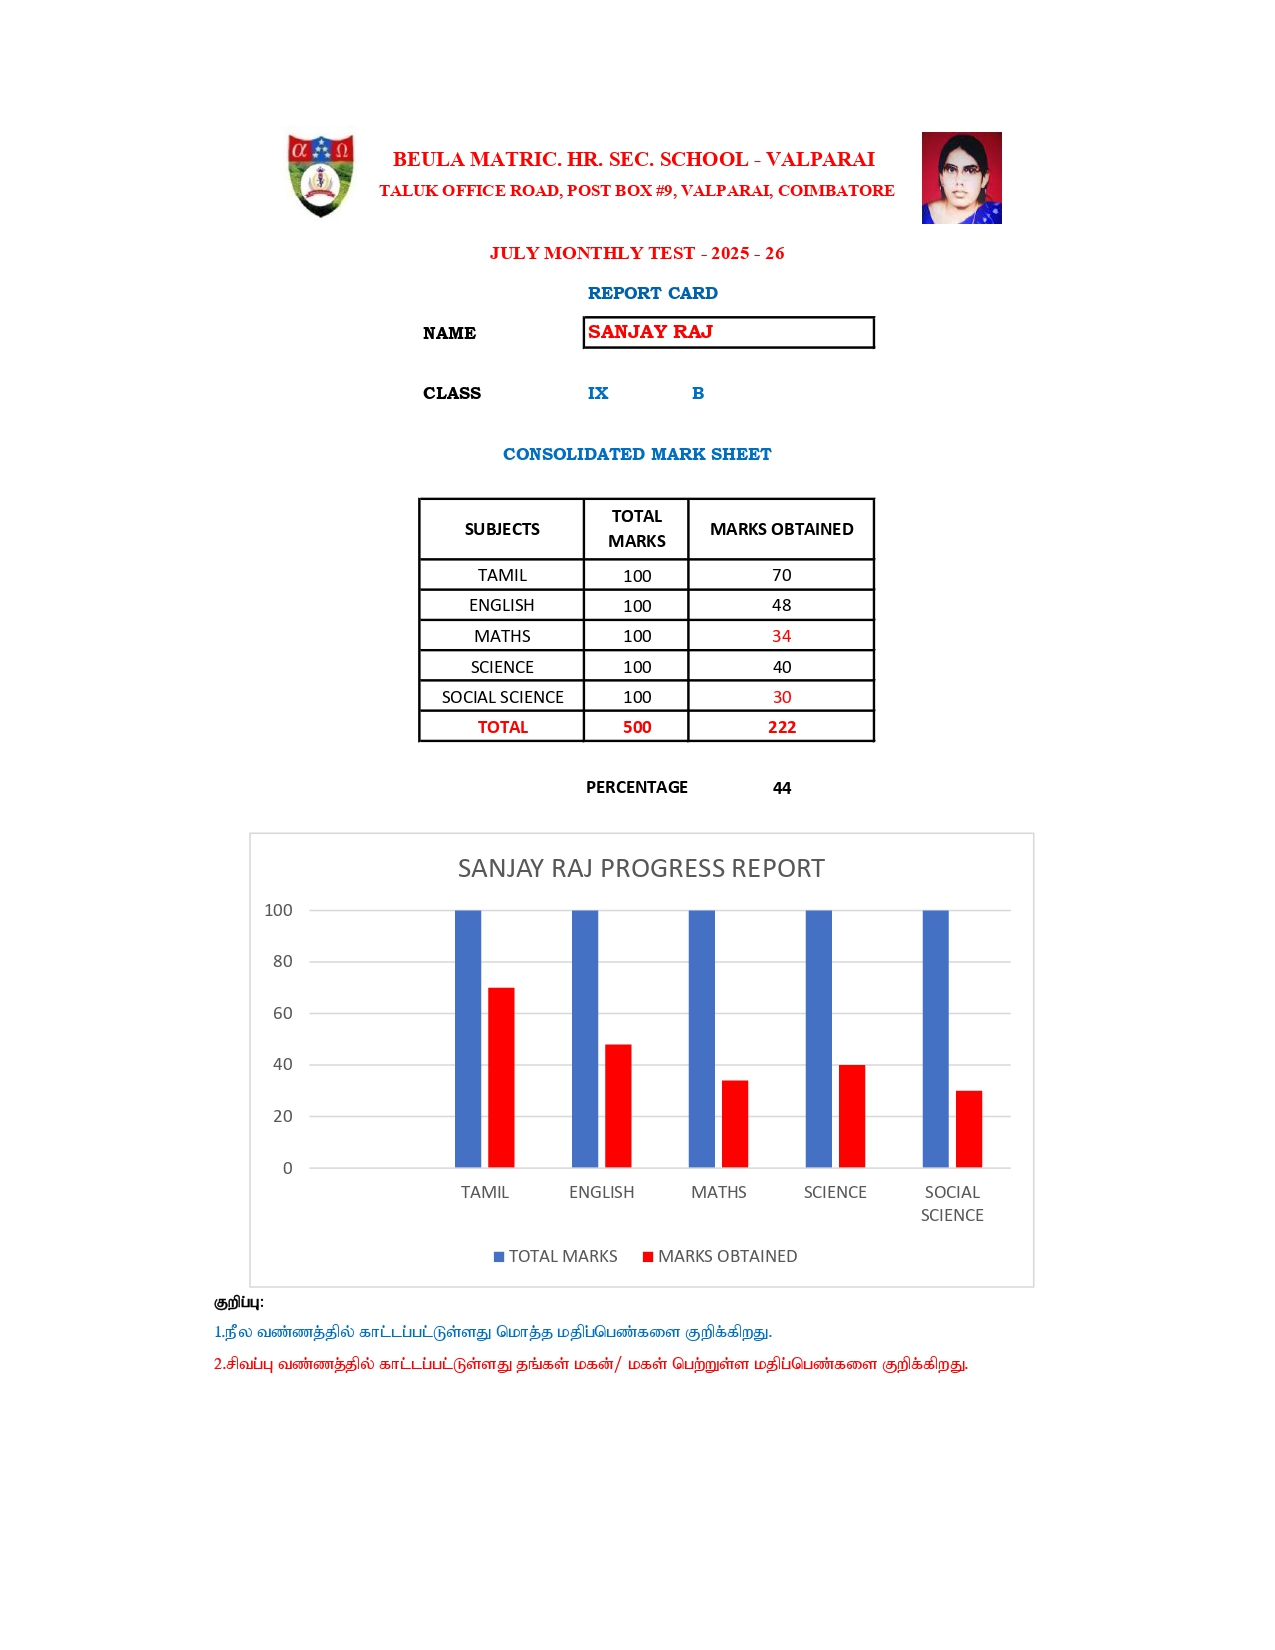 α Ω
BEULA MATRIC. HR. SEC. SCHOOL - VALPARAI
TALUK OFFICE ROAD, POST BOX #9, VALPARAI, COIMBATORE
JULY MONTHLY TEST - 2025 - 26
REPORT CARD
NAME SANJAY RAJ
CLASS IX B
CONSOLIDATED MARK SHEET
SUBJECTS TOTAL MARKS MARKS OBTAINED
TAMIL 100 70
ENGLISH 100 48
MATHS 100 34
SCIENCE 100 40
SOCIAL SCIENCE 100 30
TOTAL 500 222
PERCENTAGE 44
SANJAY RAJ PROGRESS REPORT
100
80
60
40
20
0
TAMIL ENGLISH MATHS SCIENCE SOCIAL SCIENCE
TOTAL MARKS MARKS OBTAINED
குறிப்பு:
1.நீல வண்ணத்தில் காட்டப்பட்டுள்ளது மொத்த மதிப்பெண்களை குறிக்கிறது.
2.சிவப்பு வண்ணத்தில் காட்டப்பட்டுள்ளது தங்கள் மகன்/ மகள் பெற்றுள்ள மதிப்பெண்களை குறிக்கிறது.